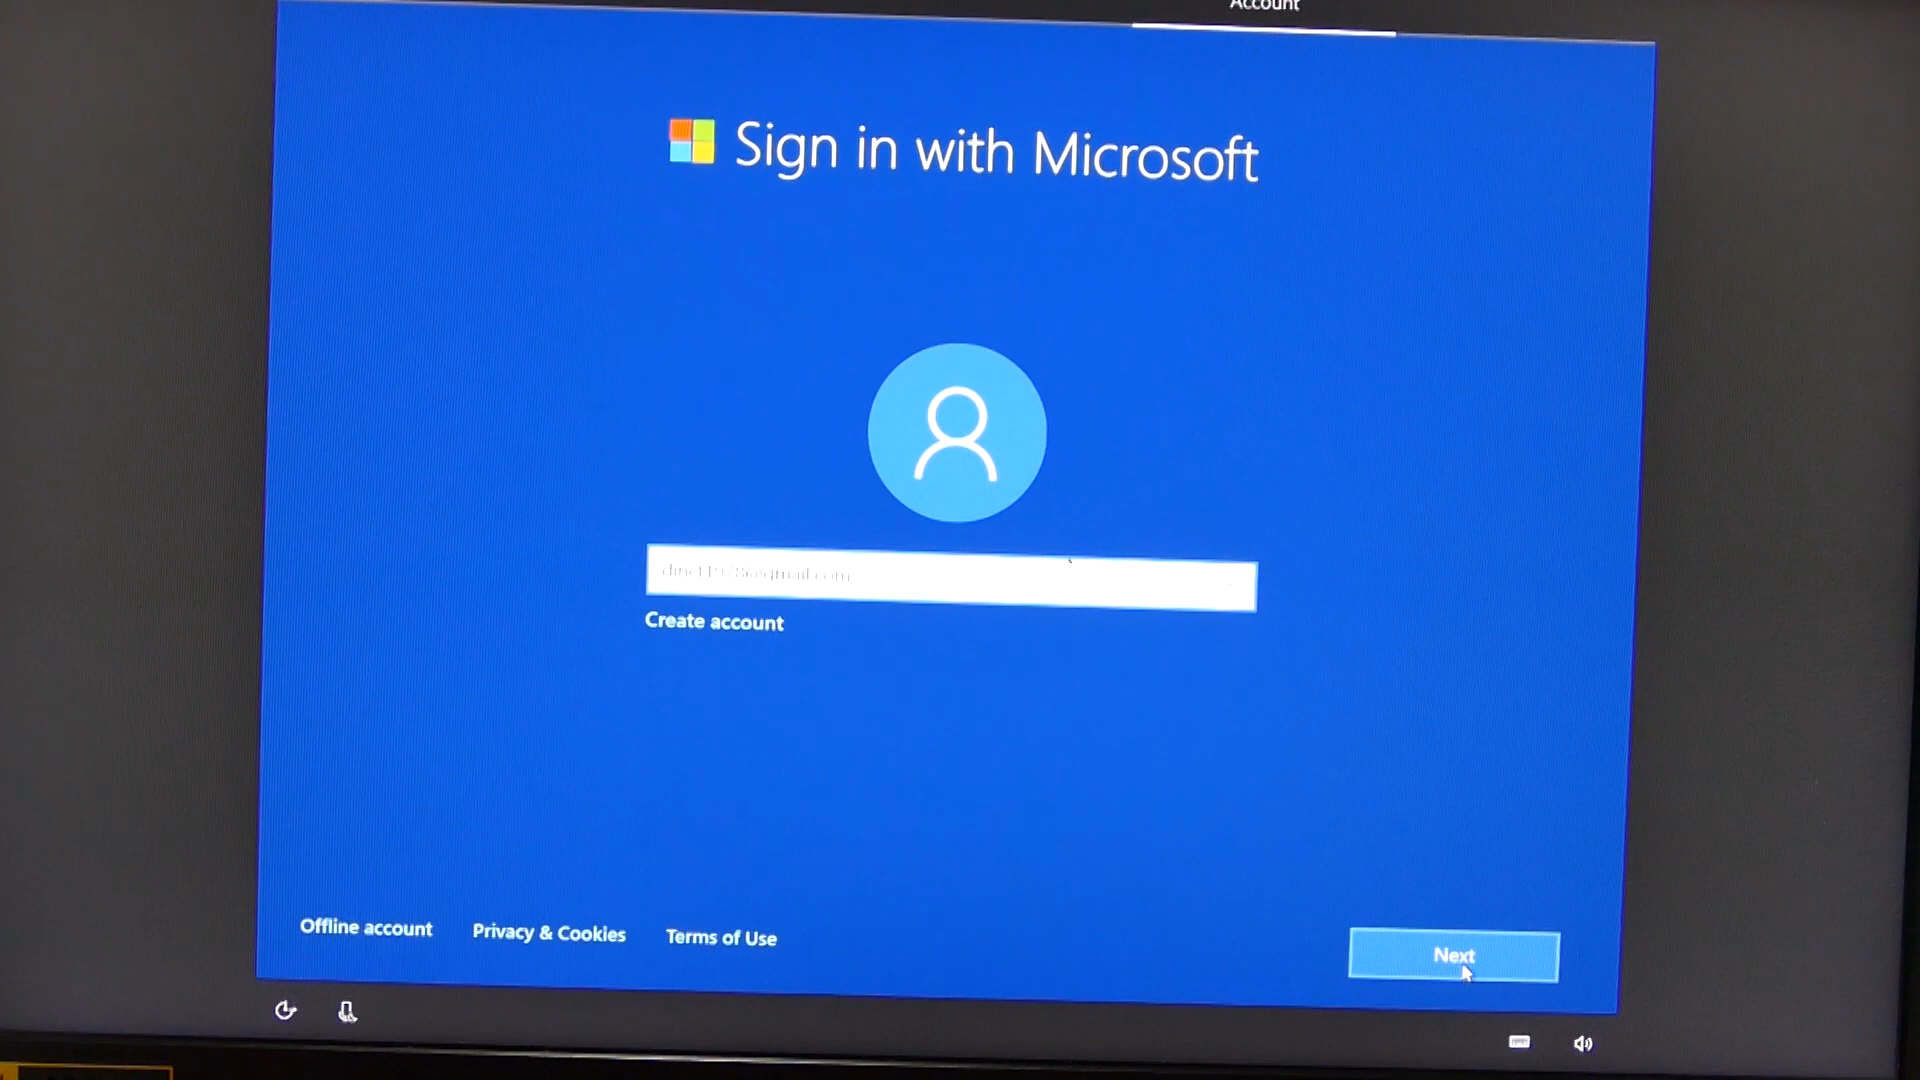 Account
Sign in with Microsoft
Create account
Offline account
Privacy & Cookies
Terms of Use
Next